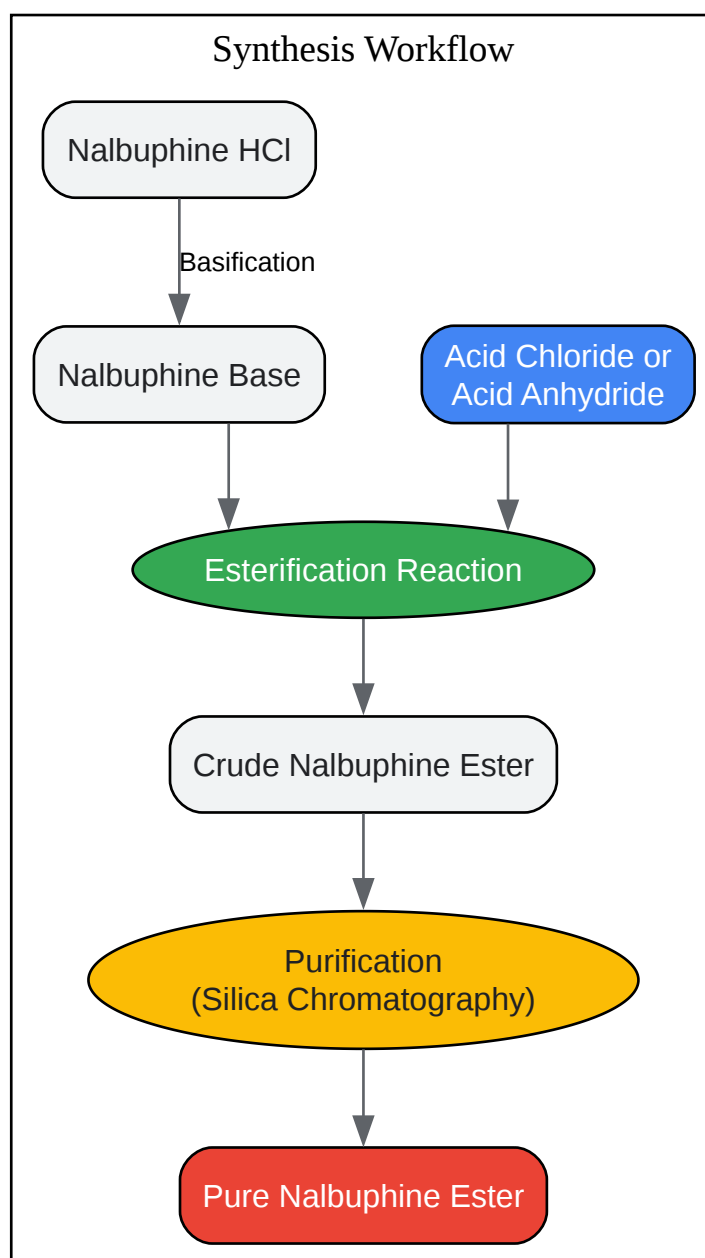 Synthesis Workflow
Nalbuphine HCl
Basification
Nalbuphine Base
Acid Chloride or
Acid Anhydride
Esterification Reaction
Crude Nalbuphine Ester
Purification
(Silica Chromatography)
Pure Nalbuphine Ester